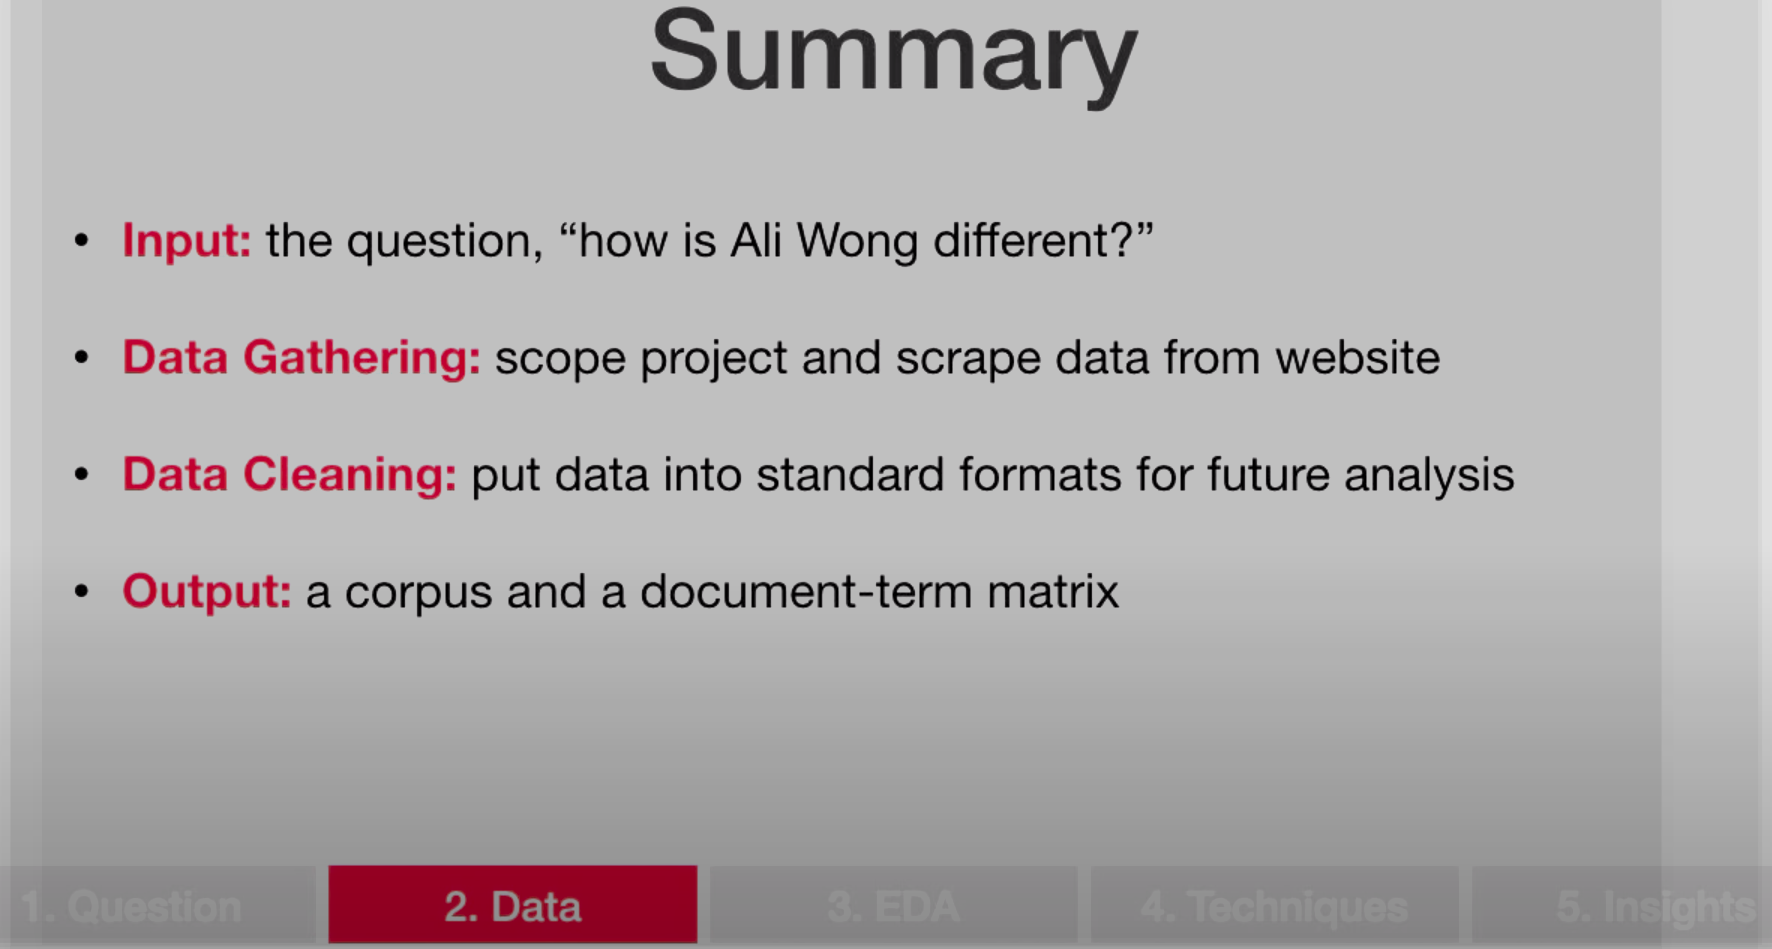 Summary
• Input: the question, “how is Ali Wong different?”
• Data Gathering: scope project and scrape data from website
• Data Cleaning: put data into standard formats for future analysis
• Output: a corpus and a document-term matrix
1. Question 2. Data 3. EDA 4. Techniques 5. Insights